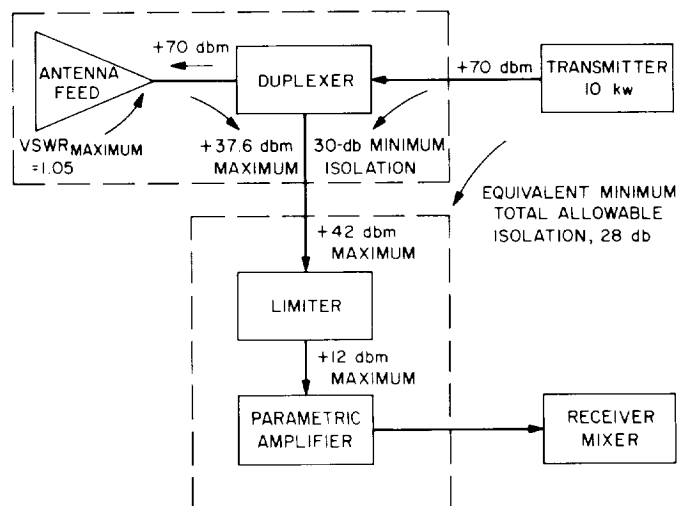 +70 dbm
ANTENNA
FEED
DUPLEXER
+70 dbm
TRANSMITTER
10 kw
VSWR MAXIMUM
=1.05
+37.6 dbm
MAXIMUM
30-db MINIMUM
ISOLATION
EQUIVALENT MINIMUM
TOTAL ALLOWABLE
ISOLATION, 28 db
+42 dbm
MAXIMUM
LIMITER
+12 dbm
MAXIMUM
PARAMETRIC
AMPLIFIER
RECEIVER
MIXER